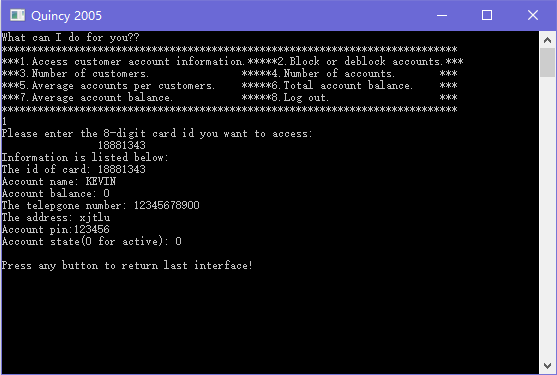 Quincy 2005
What can I do for you??
****************************************************************************
***1.Access customer account information.*****2.Block or deblock accounts.***
***3.Number of customers.               *****4.Number of accounts.       ***
***5.Average accounts per customers.    *****6.Total account balance.    ***
***7.Average account balance.           *****8.Log out.                  ***
****************************************************************************
1
Please enter the 8-digit card id you want to access:
                18881343
Information is listed below:
The id of card: 18881343
Account name: KEVIN
Account balance: 0
The telepgone number: 12345678900
The address: xjtlu
Account pin:123456
Account state(0 for active): 0
Press any button to return last interface!